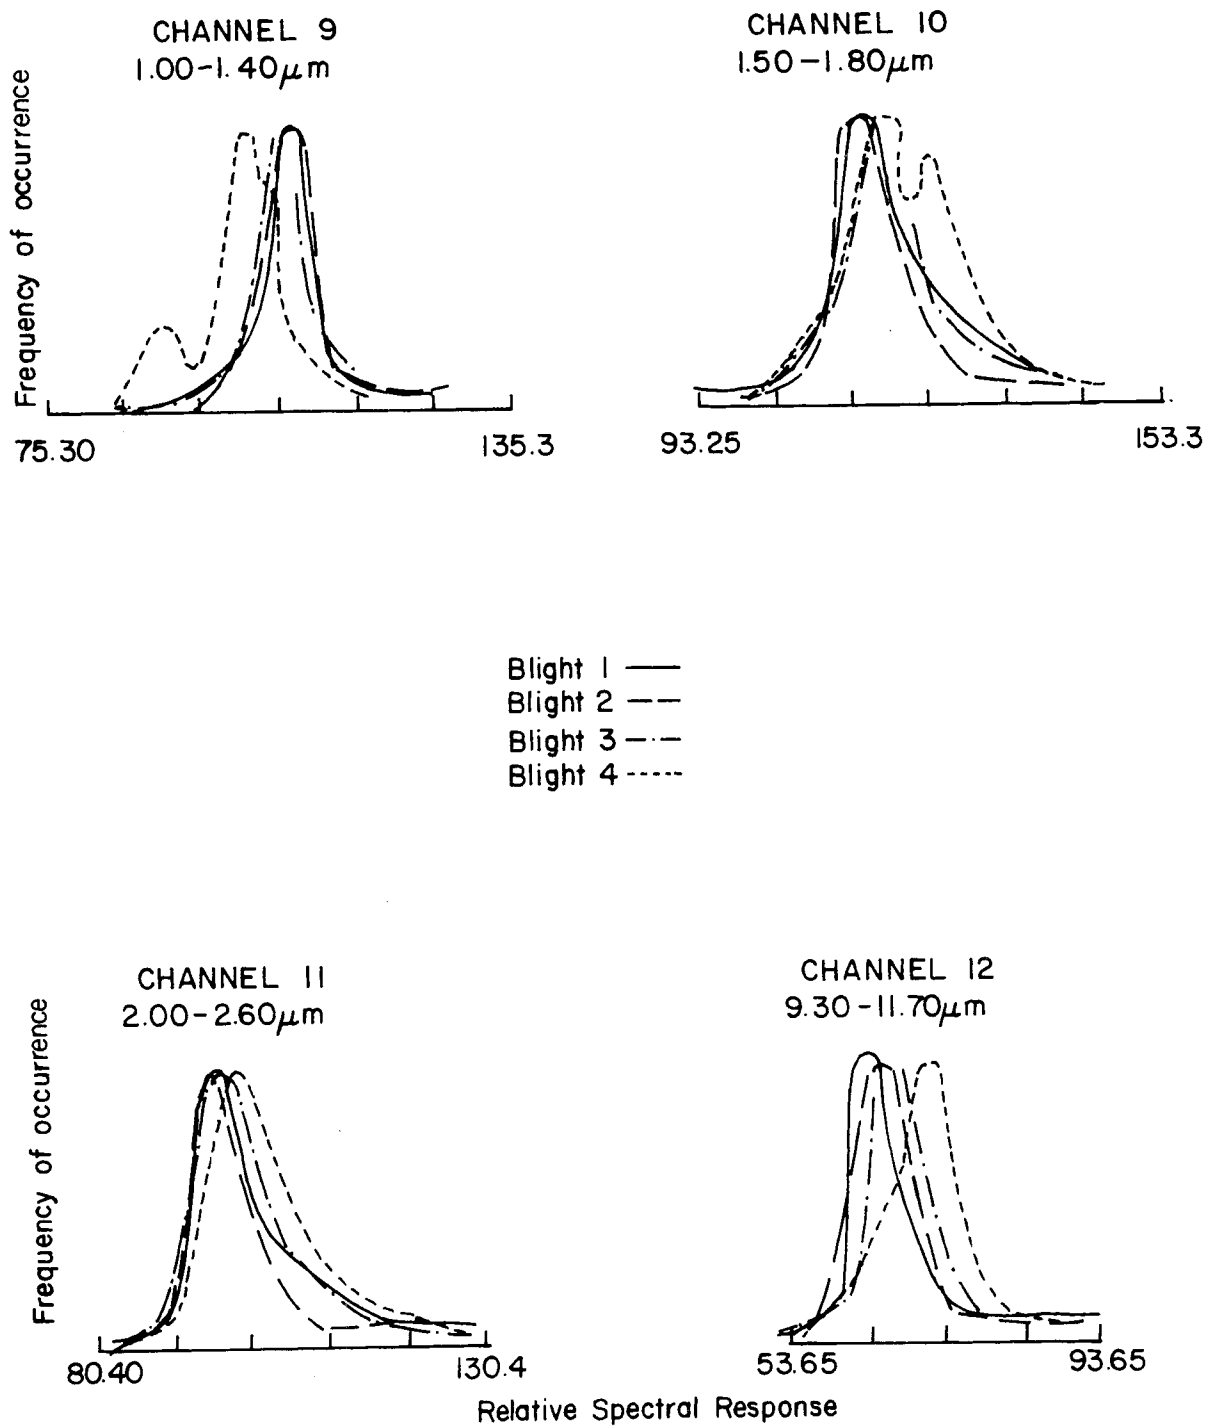 CHANNEL 9
1.00-1.40μm
CHANNEL 10
1.50-1.80μm
Frequency of occurrence
75.30
135.3
93.25
153.3
Blight 1
Blight 2
Blight 3
Blight 4
CHANNEL 11
2.00-2.60μm
CHANNEL 12
9.30-11.70μm
Frequency of occurrence
80.40
130.4
53.65
93.65
Relative Spectral Response